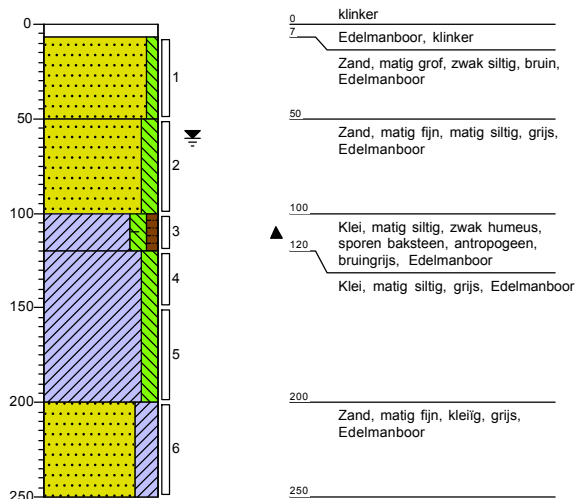 0
50
100
150
200
250
1
2
3
4
5
6
0 klinker
7 Edelmanboor, klinker
Zand, matig grof, zwak siltig, bruin,
Edelmanboor
50
Zand, matig fijn, matig siltig, grijs,
Edelmanboor
100
Klei, matig siltig, zwak humeus,
sporen baksteen, antropogeen,
120 bruingrijs, Edelmanboor
Klei, matig siltig, grijs, Edelmanboor
200
Zand, matig fijn, kleiïg, grijs,
Edelmanboor
250